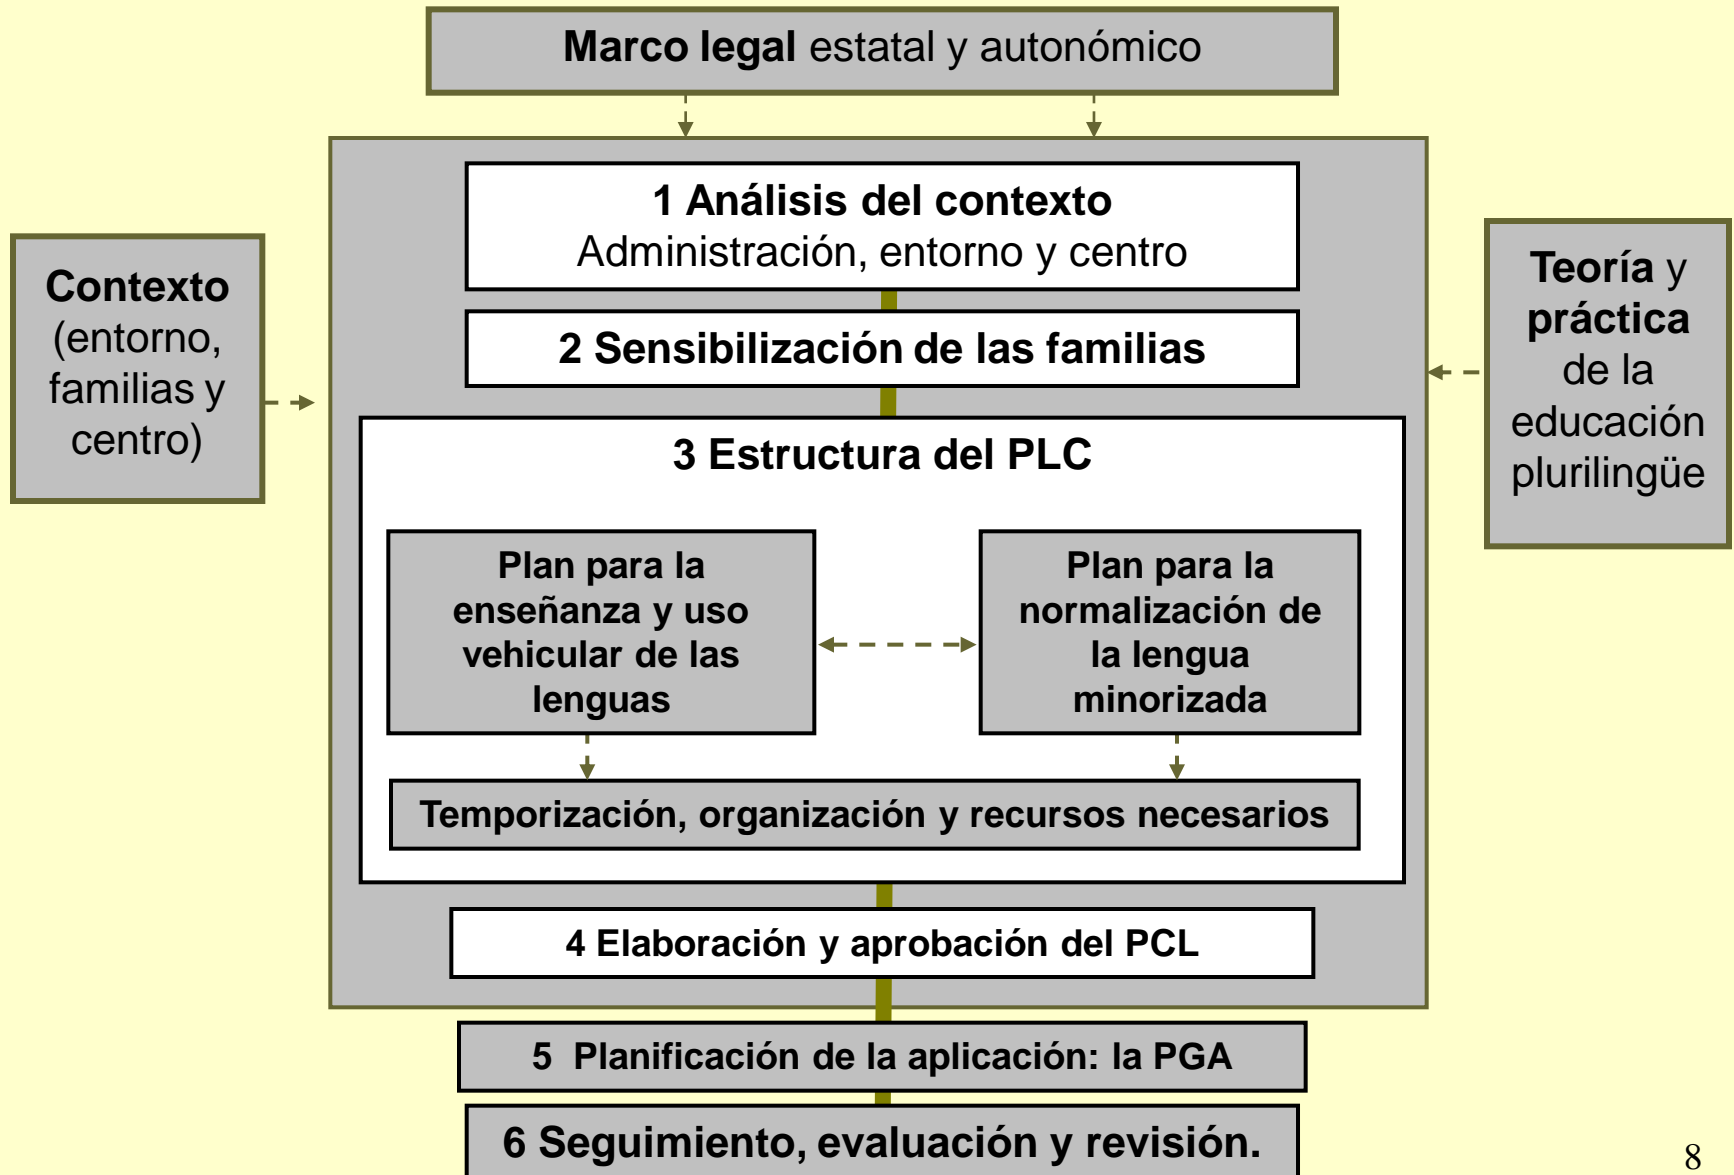 Marco legal estatal y autonómico
1 Análisis del contexto
Administración, entorno y centro
Contexto
(entorno,
familias y
centro)
Teoría y
práctica
de la
educación
plurilingüe
2 Sensibilización de las familias
3 Estructura del PLC
Plan para la
enseñanza y uso
vehicular de las
lenguas
Plan para la
normalización de
la lengua
minorizada
Temporización, organización y recursos necesarios
4 Elaboración y aprobación del PCL
5 Planificación de la aplicación: la PGA
6 Seguimiento, evaluación y revisión.
8